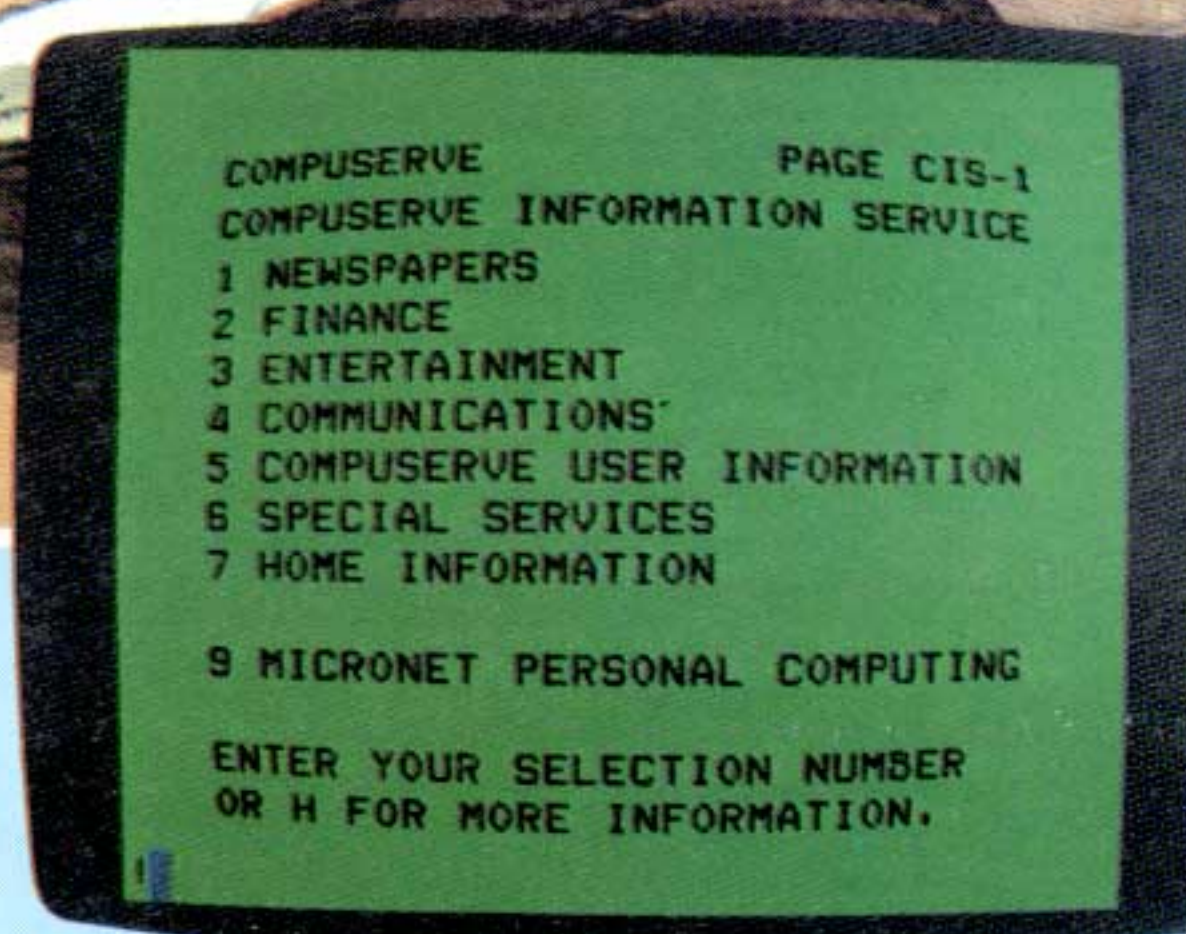 COMPUSERVE PAGE CIS-1
COMPUSERVE INFORMATION SERVICE
1 NEWSPAPERS
2 FINANCE
3 ENTERTAINMENT
4 COMMUNICATIONS
5 COMPUSERVE USER INFORMATION
6 SPECIAL SERVICES
7 HOME INFORMATION
9 MICRONET PERSONAL COMPUTING
ENTER YOUR SELECTION NUMBER
OR H FOR MORE INFORMATION.